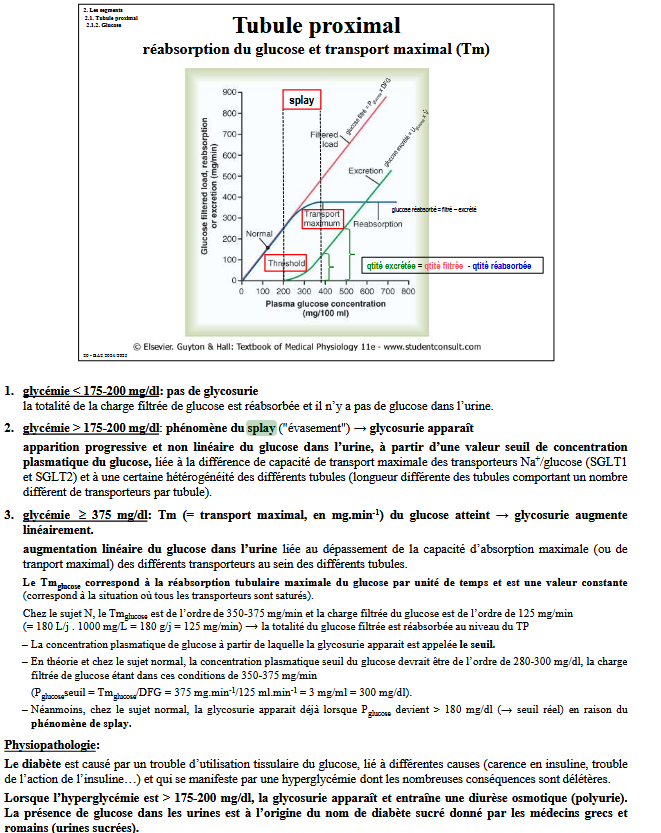 2. Les segments
2.1. Tubule proximal
2.1.2. Glucose
Tubule proximal
réabsorption du glucose et transport maximal (Tm)
splay
glucose filtré = Pglucose x DFG
glucose excrété = Uglucose x V̇
Filtered
load
Excretion
glucose réabsorbé = filtré – excrété
Transport
maximum
Reabsorption
Normal
Threshold
qtité excrétée = qtité filtrée - qtité réabsorbée
Glucose filtered load, reabsorption
or excretion (mg/min)
900
800
700
600
500
400
300
200
100
0
0 100 200 300 400 500 600 700 800
Plasma glucose concentration
(mg/100 ml)
© Elsevier. Guyton & Hall: Textbook of Medical Physiology 11e - www.studentconsult.com
1. glycémie < 175-200 mg/dl: pas de glycosurie
la totalité de la charge filtrée de glucose est réabsorbée et il n'y a pas de glucose dans l'urine.
2. glycémie > 175-200 mg/dl: phénomène du splay ("évasement") → glycosurie apparaît
apparition progressive et non linéaire du glucose dans l'urine, à partir d'une valeur seuil de concentration
plasmatique du glucose, liée à la différence de capacité de transport maximale des transporteurs Na⁺/glucose (SGLT1
et SGLT2) et à une certaine hétérogénéité des différents tubules (longueur différente des tubules comportant un nombre
différent de transporteurs par tubule).
3. glycémie ≥ 375 mg/dl: Tm (= transport maximal, en mg.min⁻¹) du glucose atteint → glycosurie augmente
linéairement.
augmentation linéaire du glucose dans l'urine liée au dépassement de la capacité d'absorption maximale (ou de
tranport maximal) des différents transporteurs au sein des différents tubules.
Le Tmglucose correspond à la réabsorption tubulaire maximale du glucose par unité de temps et est une valeur constante
(correspond à la situation où tous les transporteurs sont saturés).
Chez le sujet N, le Tmglucose est de l'ordre de 350-375 mg/min et la charge filtrée du glucose est de l'ordre de 125 mg/min
(= 180 L/j . 1000 mg/L = 180 g/j = 125 mg/min) → la totalité du glucose filtrée est réabsorbée au niveau du TP
– La concentration plasmatique de glucose à partir de laquelle la glycosurie apparait est appelée le seuil.
– En théorie et chez le sujet normal, la concentration plasmatique seuil du glucose devrait être de l'ordre de 280-300 mg/dl, la charge
filtrée de glucose étant dans ces conditions de 350-375 mg/min
(Pglucoseseuil = Tmglucose/DFG = 375 mg.min⁻¹/125 ml.min⁻¹ = 3 mg/ml = 300 mg/dl).
– Néanmoins, chez le sujet normal, la glycosurie apparait déjà lorsque Pglucose devient > 180 mg/dl (→ seuil réel) en raison du
phénomène de splay.
Physiopathologie:
Le diabète est causé par un trouble d'utilisation tissulaire du glucose, lié à différentes causes (carence en insuline, trouble
de l'action de l'insuline…) et qui se manifeste par une hyperglycémie dont les nombreuses conséquences sont délétères.
Lorsque l'hyperglycémie est > 175-200 mg/dl, la glycosurie apparaît et entraîne une diurèse osmotique (polyurie).
La présence de glucose dans les urines est à l'origine du nom de diabète sucré donné par les médecins grecs et
romains (urines sucrées).